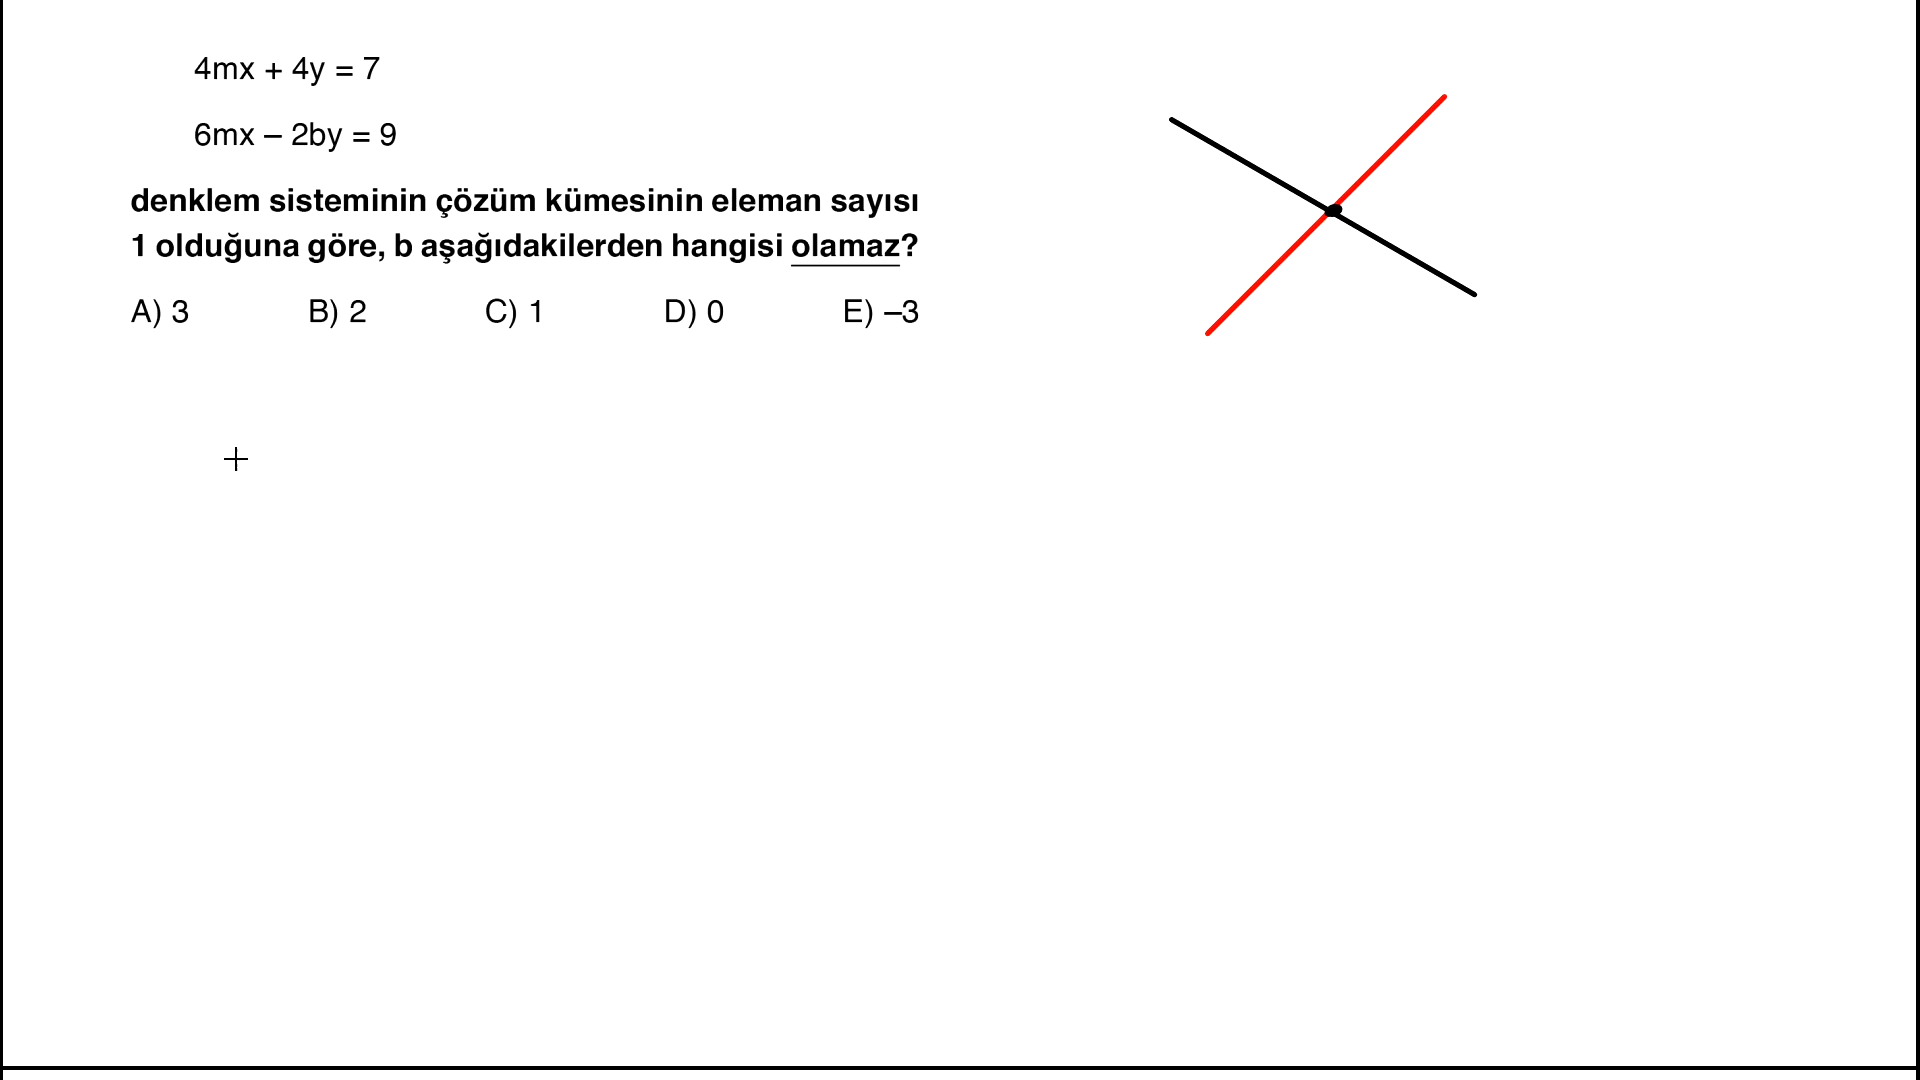 4mx + 4y = 7
6mx – 2by = 9
denklem sisteminin çözüm kümesinin eleman sayısı
1 olduğuna göre, b aşağıdakilerden hangisi olamaz?
A) 3 B) 2 C) 1 D) 0 E) –3